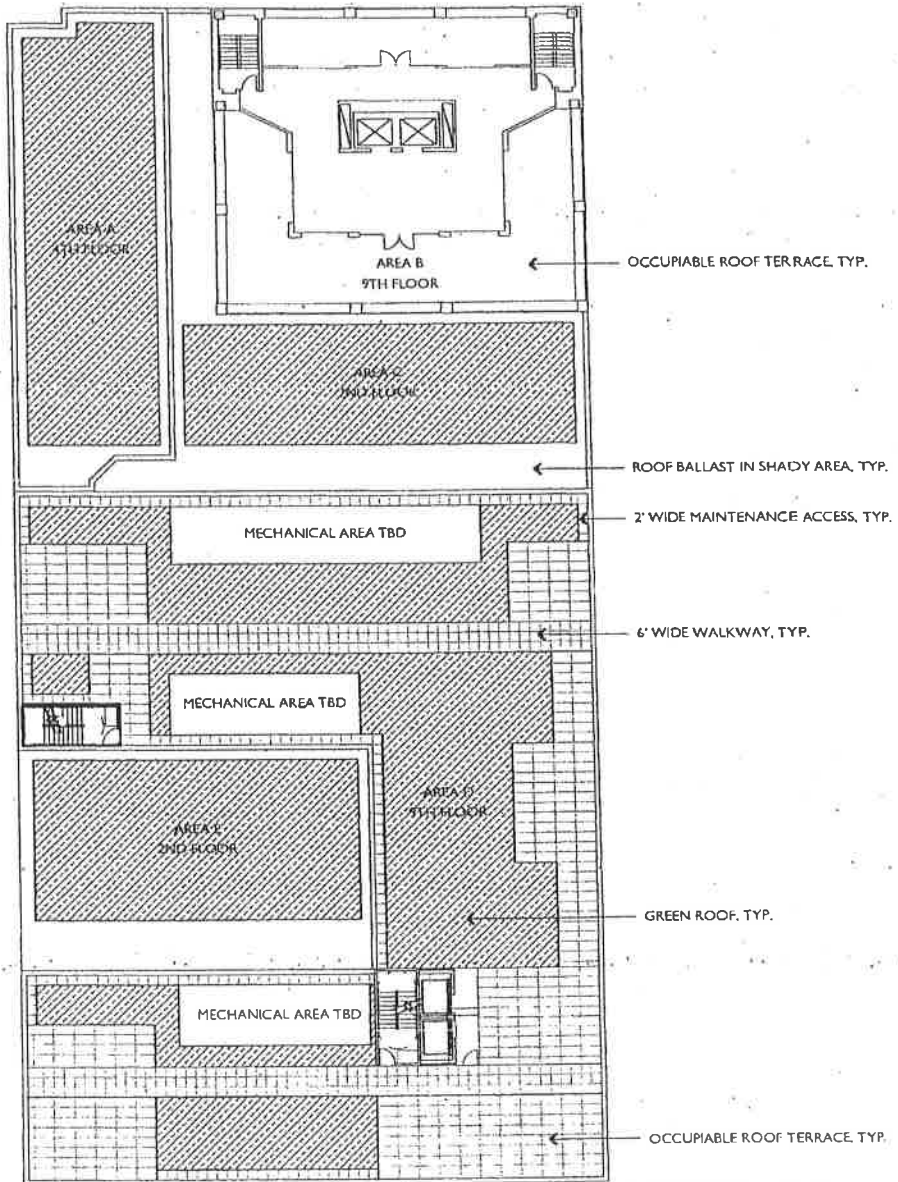 AREA A
4TH FLOOR
AREA B
9TH FLOOR
OCCUPIABLE ROOF TERRACE, TYP.
AREA C
2ND FLOOR
ROOF BALLAST IN SHADY AREA, TYP.
MECHANICAL AREA TBD
2' WIDE MAINTENANCE ACCESS, TYP.
6' WIDE WALKWAY, TYP.
MECHANICAL AREA TBD
AREA D
9TH FLOOR
AREA E
2ND FLOOR
GREEN ROOF, TYP.
MECHANICAL AREA TBD
OCCUPIABLE ROOF TERRACE, TYP.